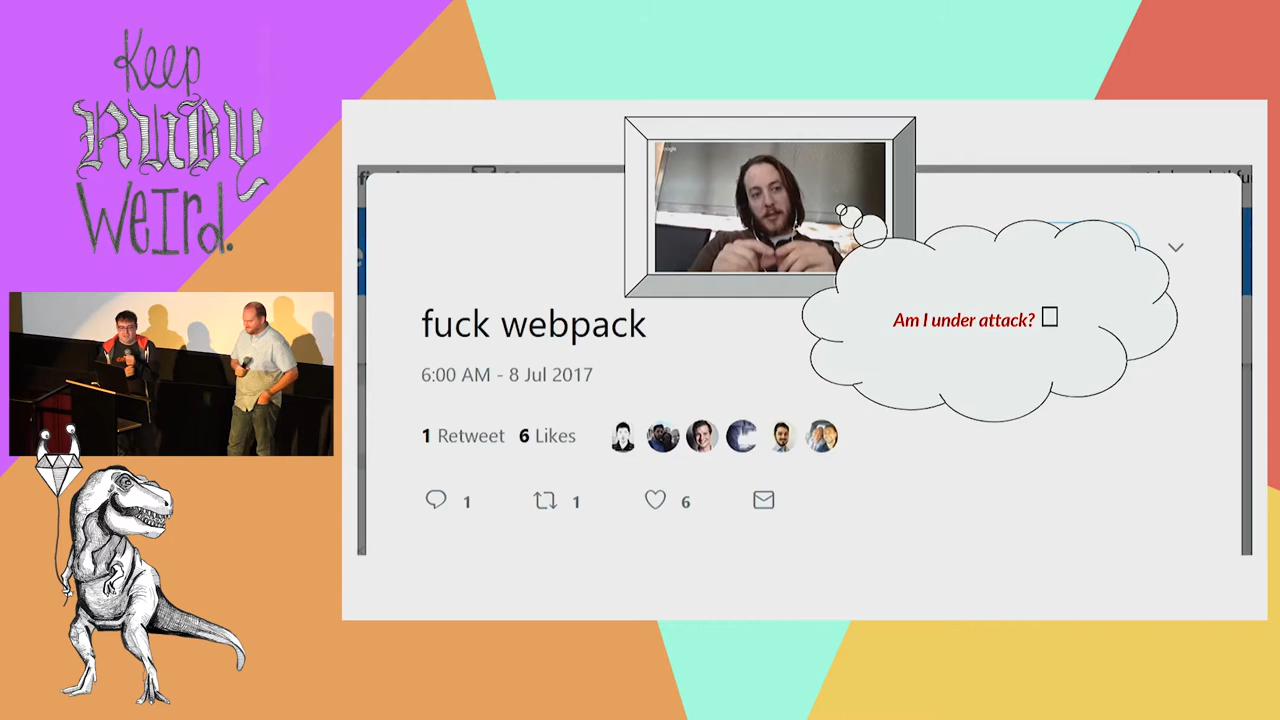 Keep
RUBY
Weird.
Am I under attack?
fuck webpack
6:00 AM - 8 Jul 2017
1 Retweet 6 Likes
1 1 6